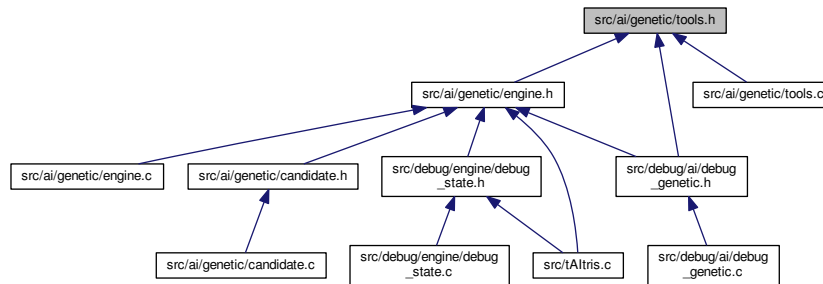 src/ai/genetic/tools.h
src/ai/genetic/engine.h
src/ai/genetic/tools.c
src/ai/genetic/engine.c
src/ai/genetic/candidate.h
src/debug/engine/debug
_state.h
src/debug/ai/debug
_genetic.h
src/ai/genetic/candidate.c
src/debug/engine/debug
_state.c
src/tAItris.c
src/debug/ai/debug
_genetic.c